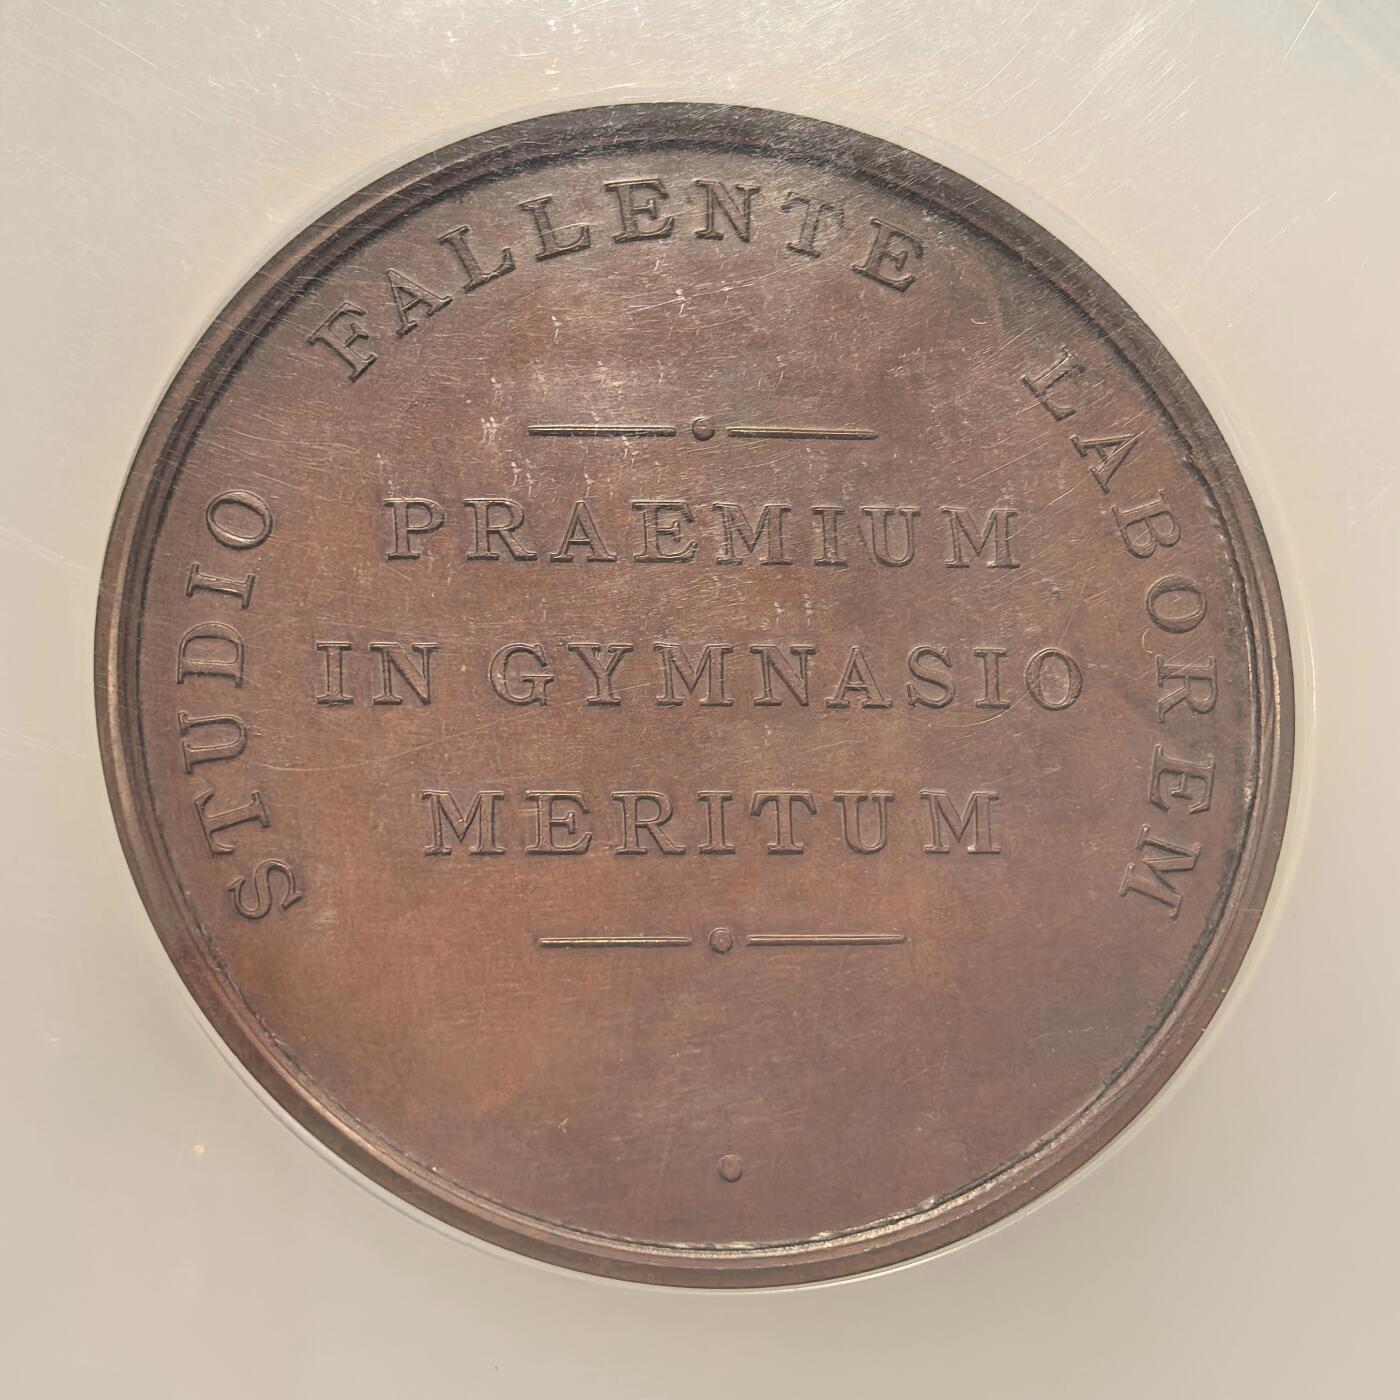 STUDIO FALLENTE LABOREM
PRAEMIUM
IN GYMNASIO
MERITUM